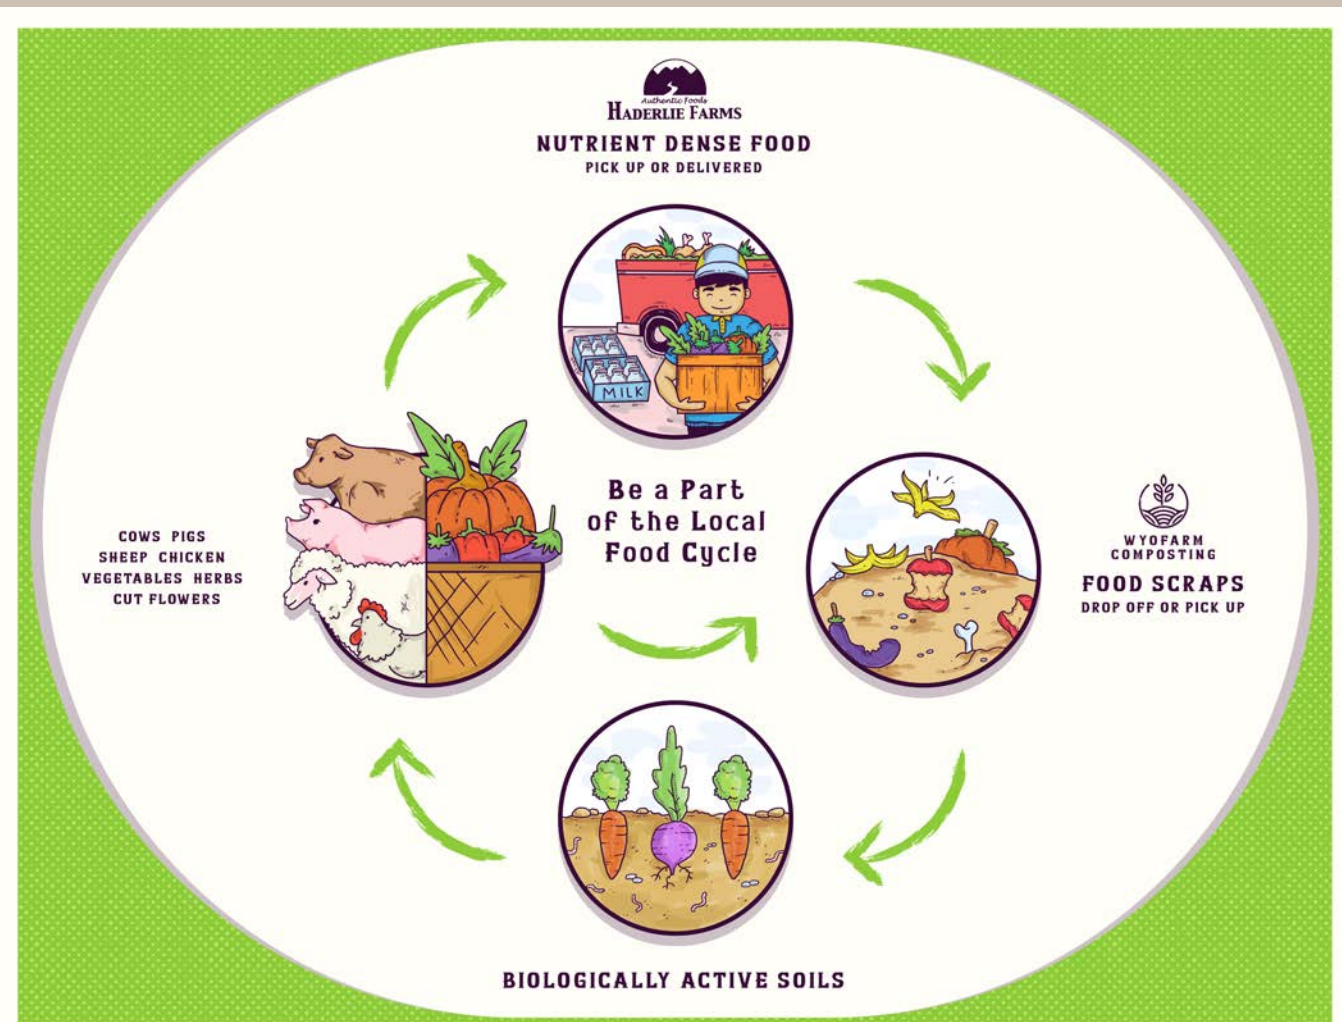 Authentic Foods
HADERLIE FARMS
NUTRIENT DENSE FOOD
PICK UP OR DELIVERED
MILK
Be a Part
of the Local
Food Cycle
COWS PIGS
SHEEP CHICKEN
VEGETABLES HERBS
CUT FLOWERS
WYOFARM
COMPOSTING
FOOD SCRAPS
DROP OFF OR PICK UP
BIOLOGICALLY ACTIVE SOILS